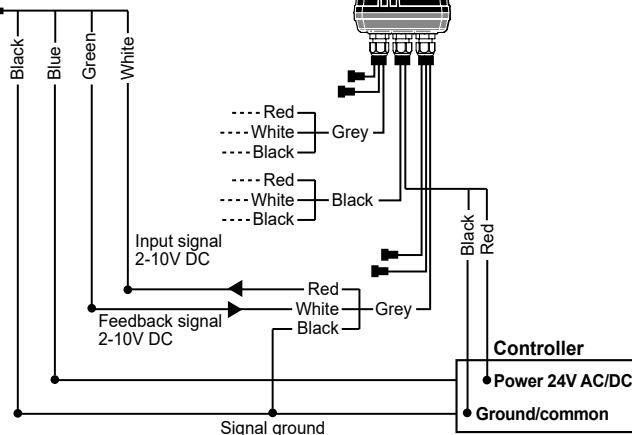 Black
Blue
Green
White
Red
White
Grey
Black
Red
White
Black
Black
Black
Red
Input signal
2-10V DC
Red
White
Grey
Black
Feedback signal
2-10V DC
Controller
Power 24V AC/DC
Ground/common
Signal ground